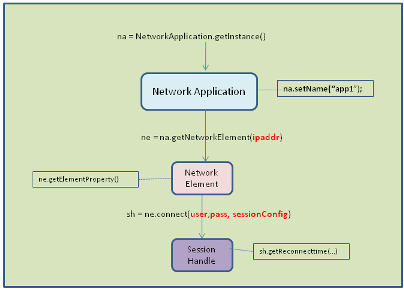 na = NetworkApplication.getInstance()
Network Application
na.setName("app1");
ne = na.getNetworkElement(ipaddr)
Network
Element
ne.getElementProperty()
sh = ne.connect(user,pass, sessionConfig)
Session
Handle
sh.getReconnecttime(...)